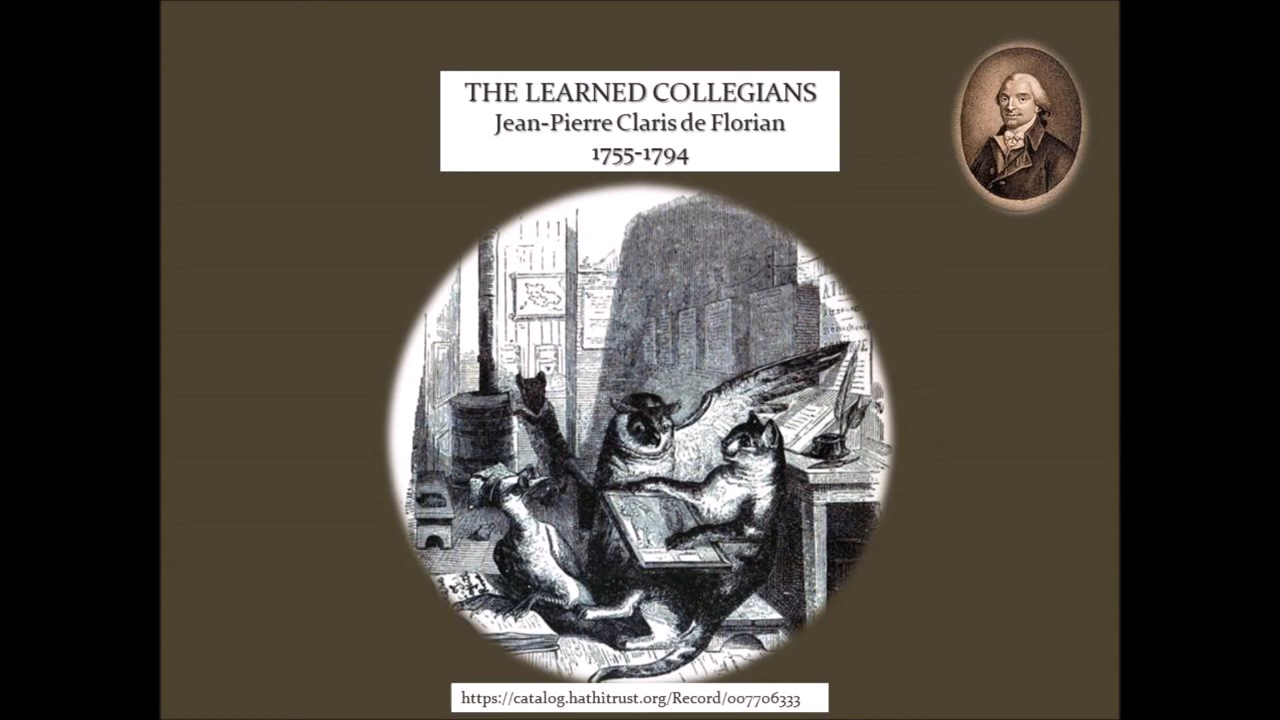 THE LEARNED COLLEGIANS
Jean-Pierre Claris de Florian
1755-1794
https://catalog.hathitrust.org/Record/007706333